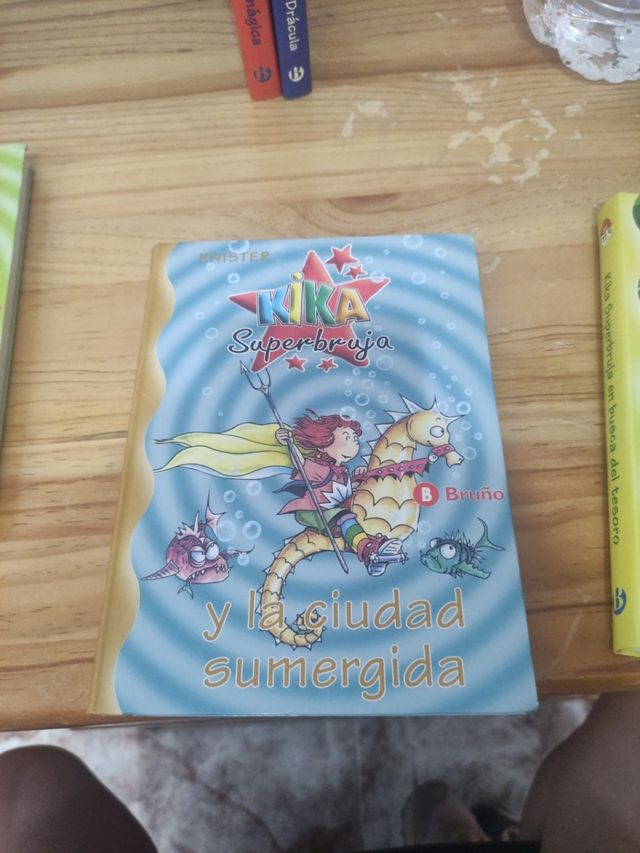 mágica
Drácula
KNISTER
KIKA
Superbruja
B Bruño
y la ciudad
sumergida
Kika Superbruja en busca del tesoro